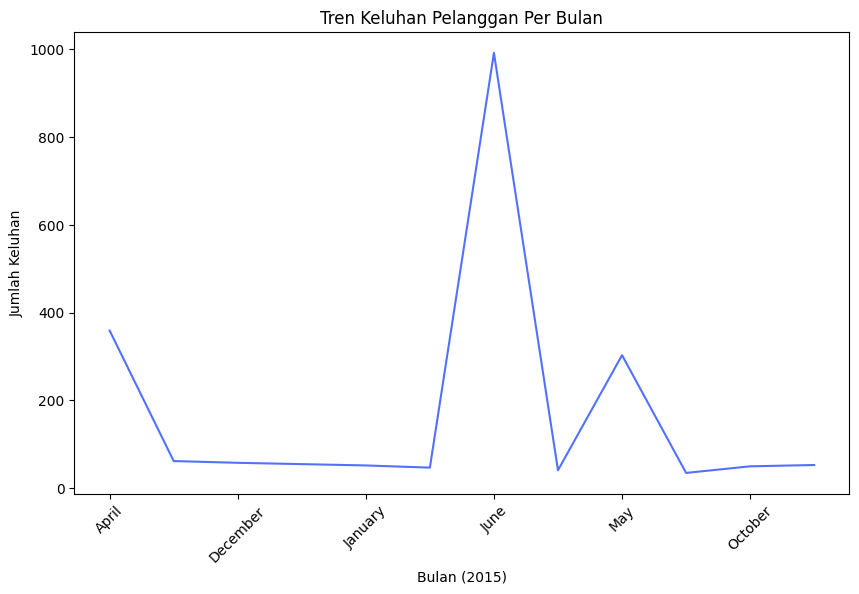 Tren Keluhan Pelanggan Per Bulan
Jumlah Keluhan
1000
800
600
400
200
0
April
December
January
June
May
October
Bulan (2015)